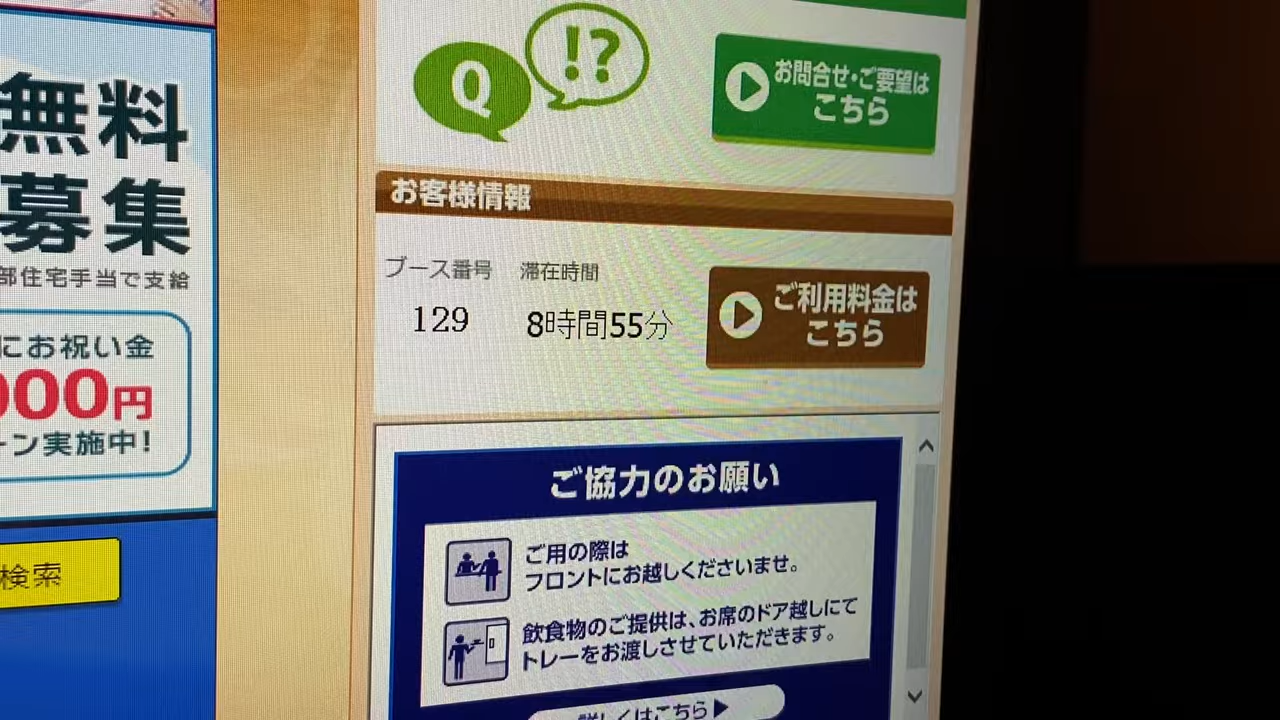 無料
募集
部住宅手当で支給
にお祝い金
000円
ーン実施中!
検索
Q !?
お問合せ・ご要望は
こちら
お客様情報
ブース番号 滞在時間
129 8時間55分
ご利用料金は
こちら
ご協力のお願い
ご用の際は
フロントにお越しくださいませ。
飲食物のご提供は、お席のドア越しにて
トレーをお渡しさせていただきます。
詳しくはこちら▶